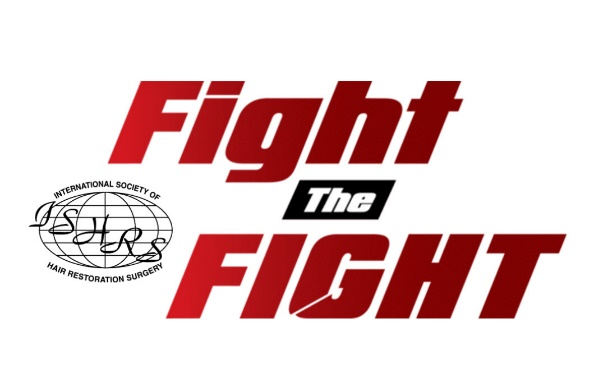 Fight
The
FIGHT
INTERNATIONAL SOCIETY OF
ISHRS
HAIR RESTORATION SURGERY